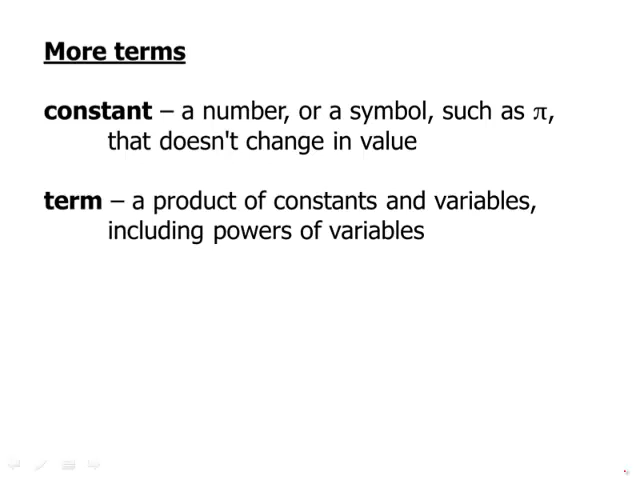 More terms
constant – a number, or a symbol, such as π,
that doesn't change in value
term – a product of constants and variables,
including powers of variables